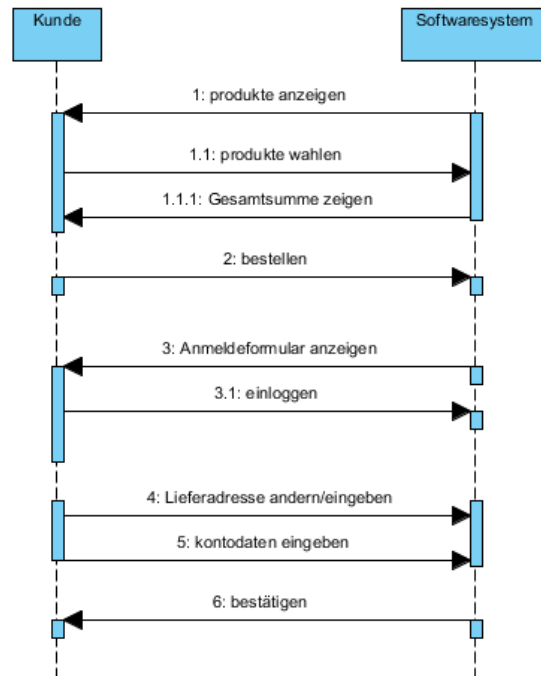 Kunde
Softwaresystem
1: produkte anzeigen
1.1: produkte wahlen
1.1.1: Gesamtsumme zeigen
2: bestellen
3: Anmeldeformular anzeigen
3.1: einloggen
4: Lieferadresse andern/eingeben
5: kontodaten eingeben
6: bestätigen